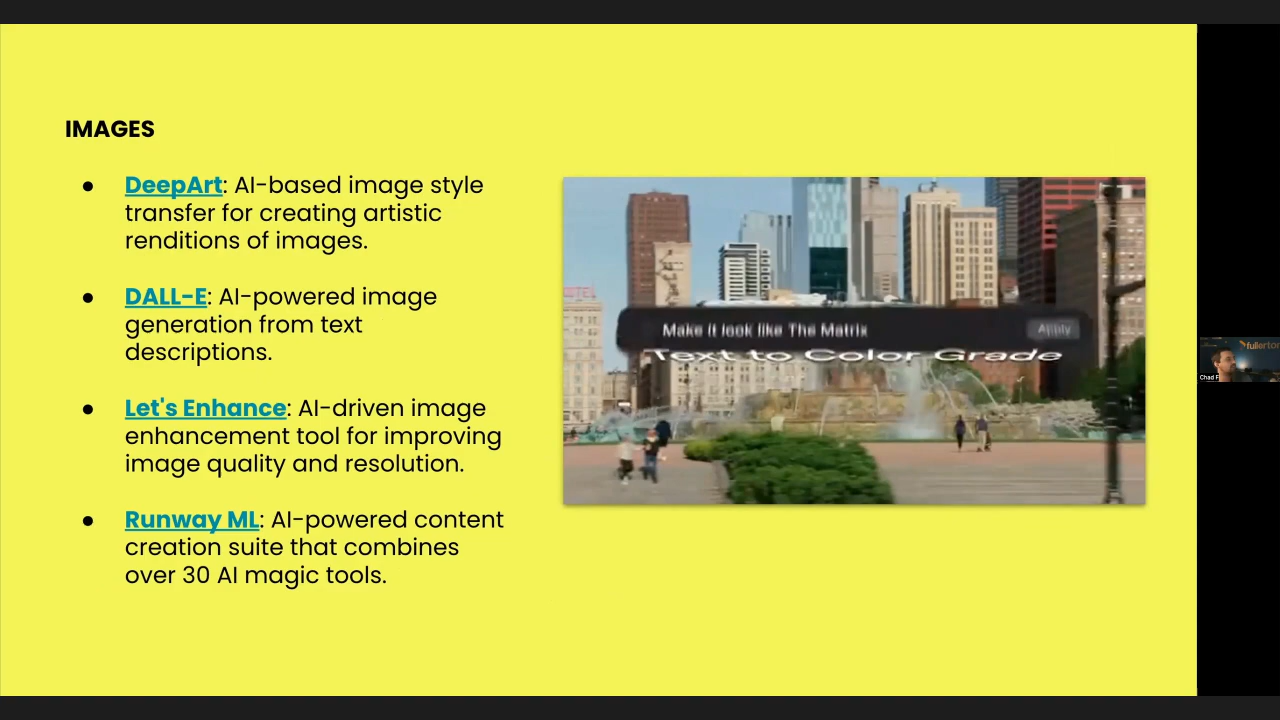 IMAGES
● DeepArt: AI-based image style
transfer for creating artistic
renditions of images.
● DALL-E: AI-powered image
generation from text
descriptions.
● Let's Enhance: AI-driven image
enhancement tool for improving
image quality and resolution.
● Runway ML: AI-powered content
creation suite that combines
over 30 AI magic tools.
HOTEL
Make it look like The Matrix
Apply
Text to Color Grade
fullerton
Chad F